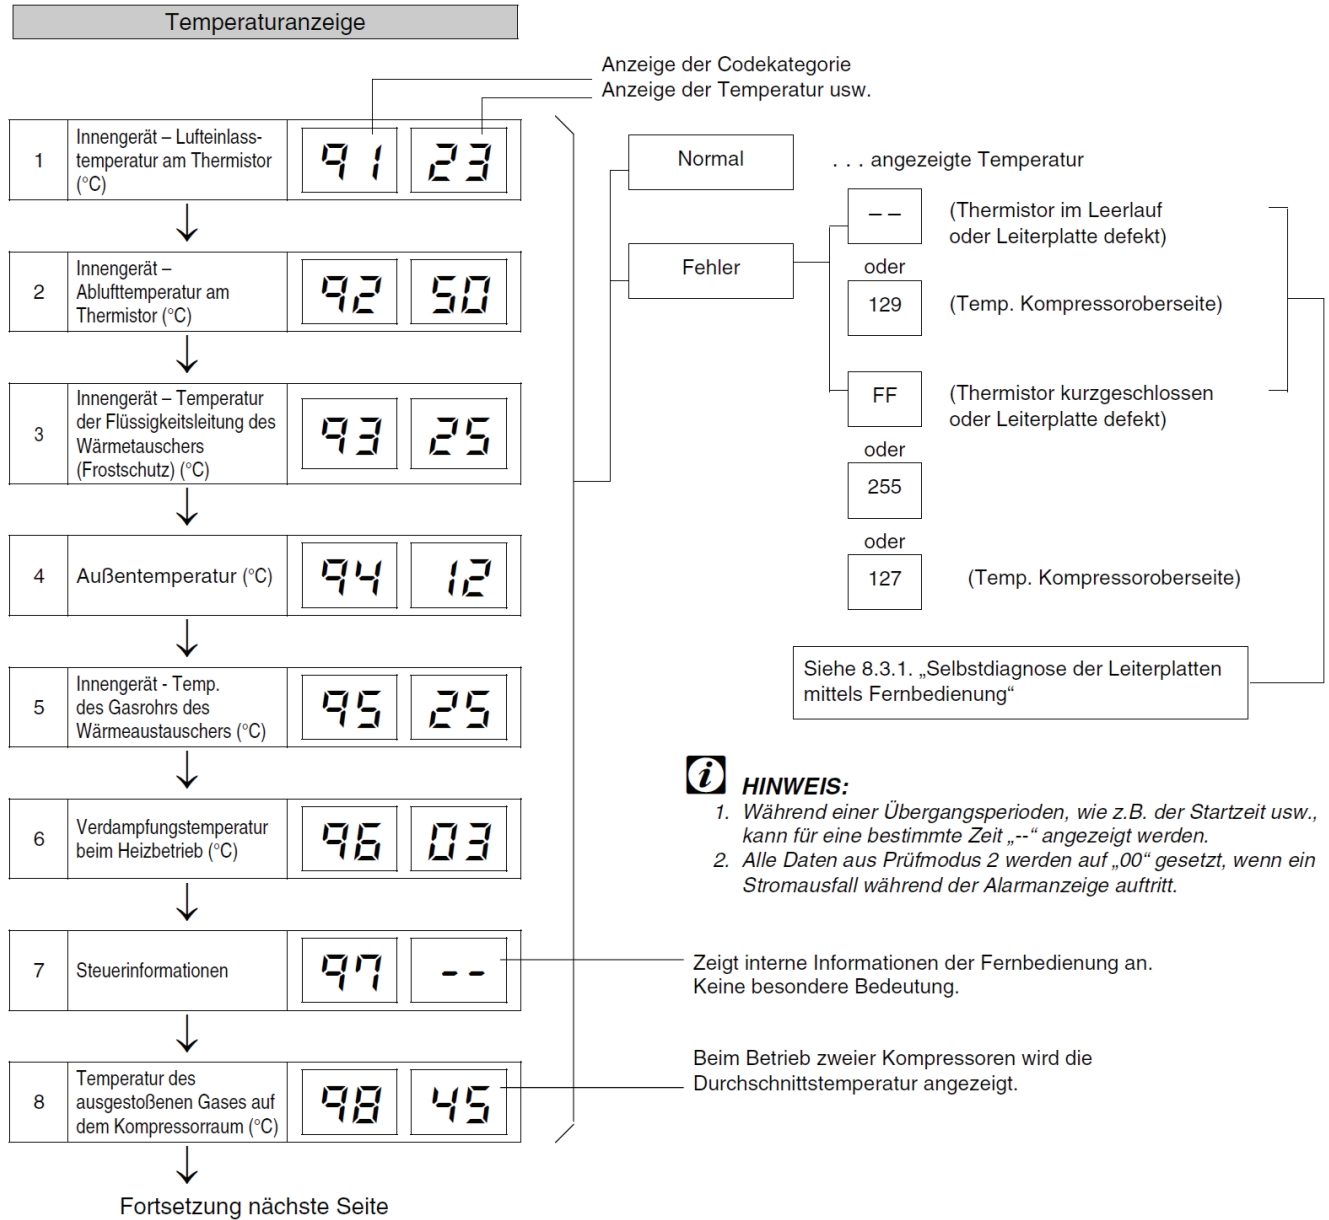 Temperaturanzeige
Anzeige der Codekategorie
Anzeige der Temperatur usw.
1
Innengerät – Lufteinlass-
temperatur am Thermistor
(°C)
91
23
2
Innengerät –
Ablufttemperatur am
Thermistor (°C)
92
50
3
Innengerät – Temperatur
der Flüssigkeitsleitung des
Wärmetauschers
(Frostschutz) (°C)
93
25
4
Außentemperatur (°C)
94
12
5
Innengerät - Temp.
des Gasrohrs des
Wärmeaustauschers (°C)
95
25
6
Verdampfungstemperatur
beim Heizbetrieb (°C)
96
03
7
Steuerinformationen
97
--
8
Temperatur des
ausgestoßenen Gases auf
dem Kompressorraum (°C)
98
45
Fortsetzung nächste Seite
Normal
. . . angezeigte Temperatur
Fehler
– –
(Thermistor im Leerlauf
oder Leiterplatte defekt)
oder
129
(Temp. Kompressoroberseite)
FF
(Thermistor kurzgeschlossen
oder Leiterplatte defekt)
oder
255
oder
127
(Temp. Kompressoroberseite)
Siehe 8.3.1. „Selbstdiagnose der Leiterplatten
mittels Fernbedienung“
i
HINWEIS:
1. Während einer Übergangsperioden, wie z.B. der Startzeit usw.,
kann für eine bestimmte Zeit „--“ angezeigt werden.
2. Alle Daten aus Prüfmodus 2 werden auf „00“ gesetzt, wenn ein
Stromausfall während der Alarmanzeige auftritt.
Zeigt interne Informationen der Fernbedienung an.
Keine besondere Bedeutung.
Beim Betrieb zweier Kompressoren wird die
Durchschnittstemperatur angezeigt.